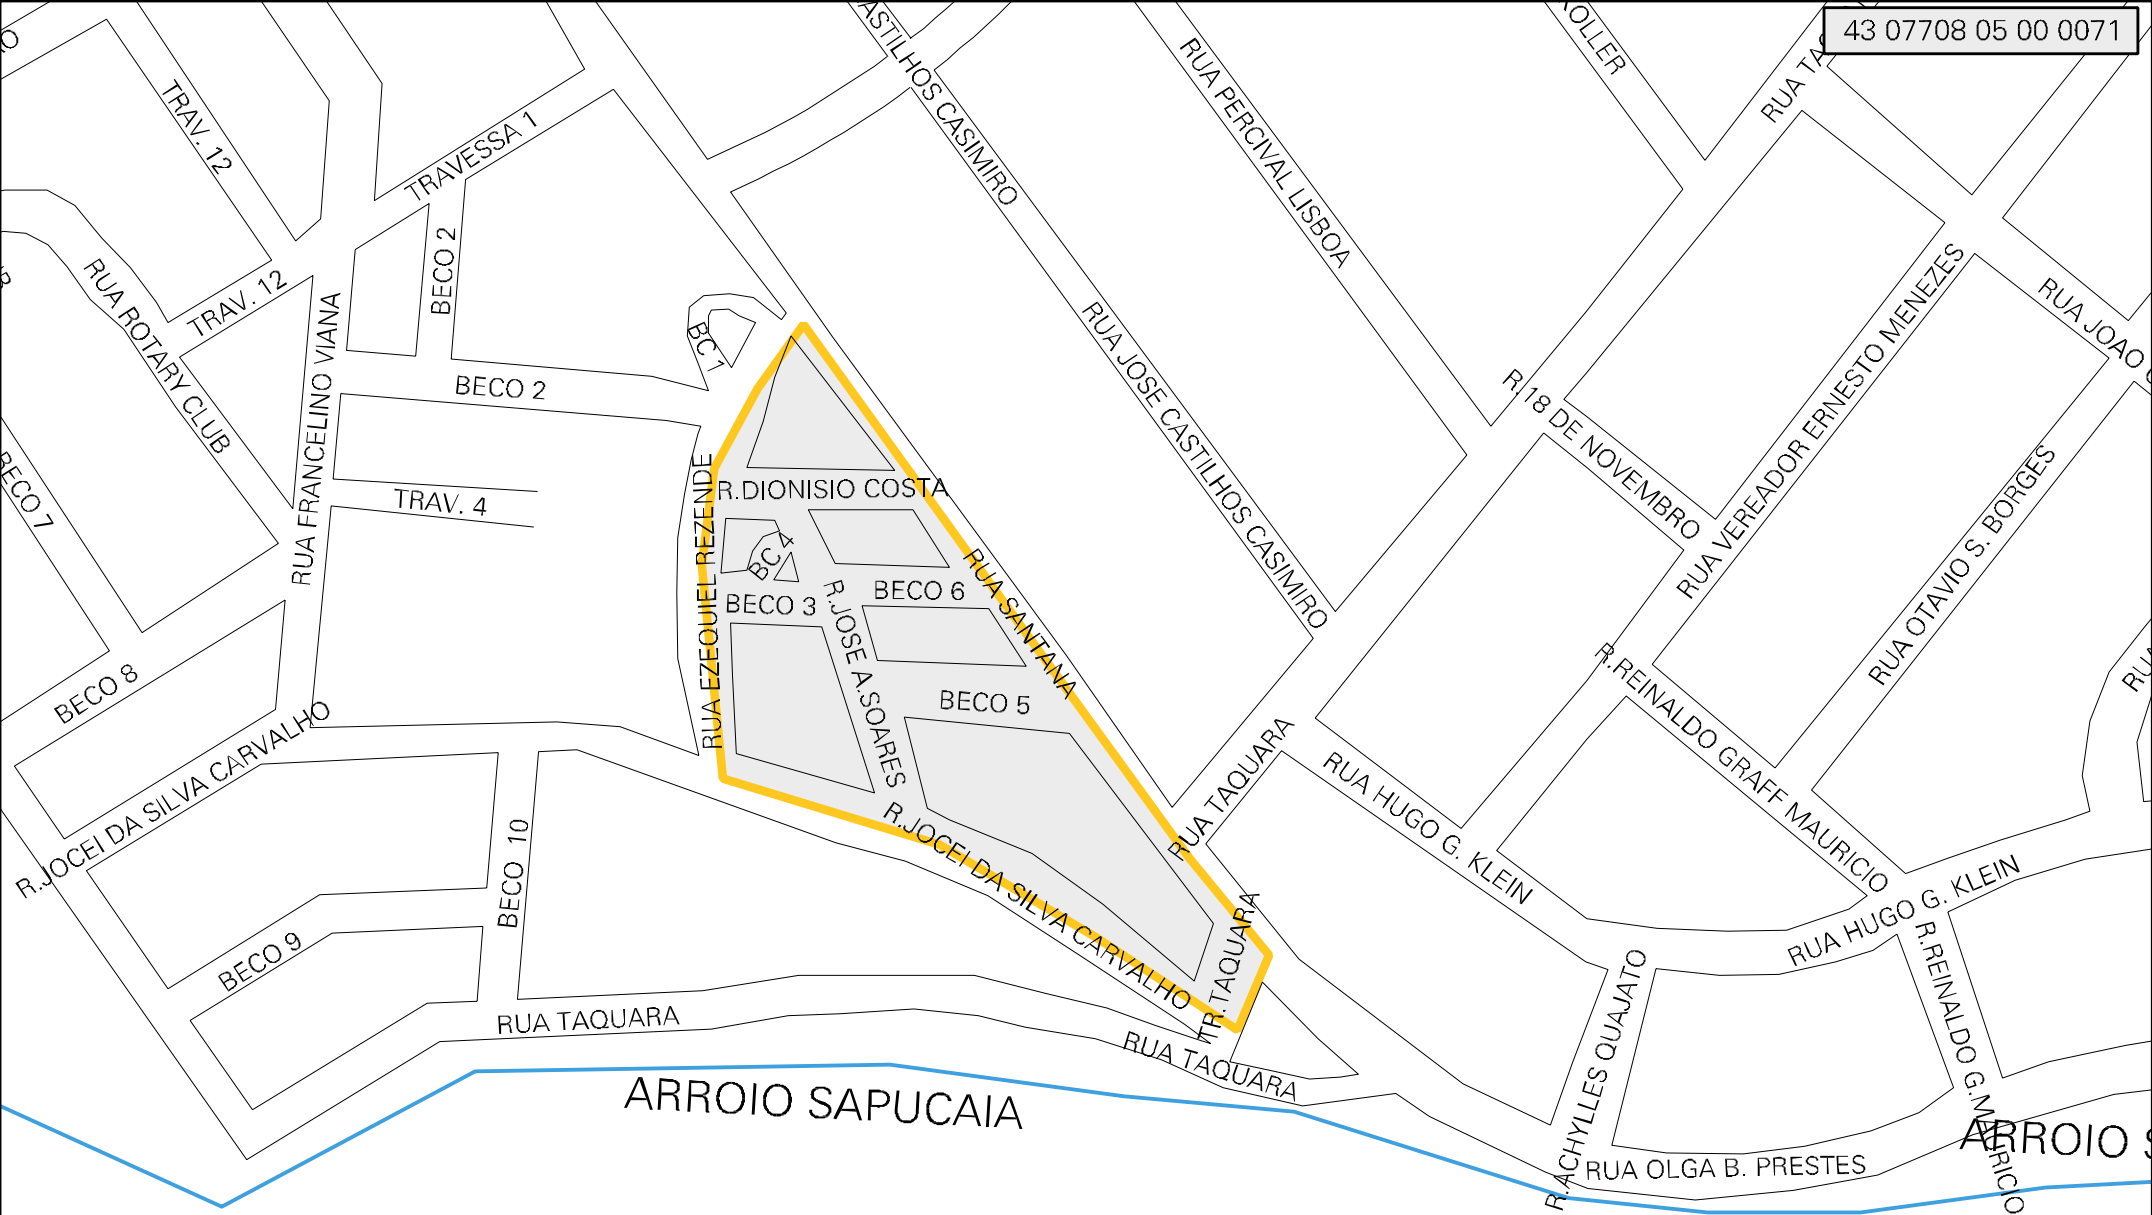 43 07708 05 00 0071
TRAV. 12
TRAVESSA 1
ASTILHOS CASIMIRO
RUA PERCIVAL LISBOA
OLLER
RUA TA
BECO 2
RUA ROTARY CLUB
TRAV. 12
RUA FRANCELINO VIANA
BC 1
BECO 2
RUA JOSE CASTILHOS CASIMIRO
R.18 DE NOVEMBRO
RUA VEREADOR ERNESTO MENEZES
RUA JOAO
RUA OTAVIO S. BORGES
BECO 7
TRAV. 4
RUA EZEQUIEL REZENDE
R.DIONISIO COSTA
BC 4
BECO 3
BECO 6
RUA SANTANA
R.JOSE A.SOARES
BECO 5
BECO 8
R.JOCEI DA SILVA CARVALHO
R.REINALDO GRAFF MAURICIO
RUA
RUA TAQUARA
RUA HUGO G. KLEIN
R.JOCEI DA SILVA CARVALHO
BECO 10
BECO 9
TR.TAQUARA
RUA HUGO G. KLEIN
R.REINALDO G.MAURICIO
R.ACHYLLES QUAJATO
RUA TAQUARA
RUA TAQUARA
ARROIO SAPUCAIA
RUA OLGA B. PRESTES
ARROIO S